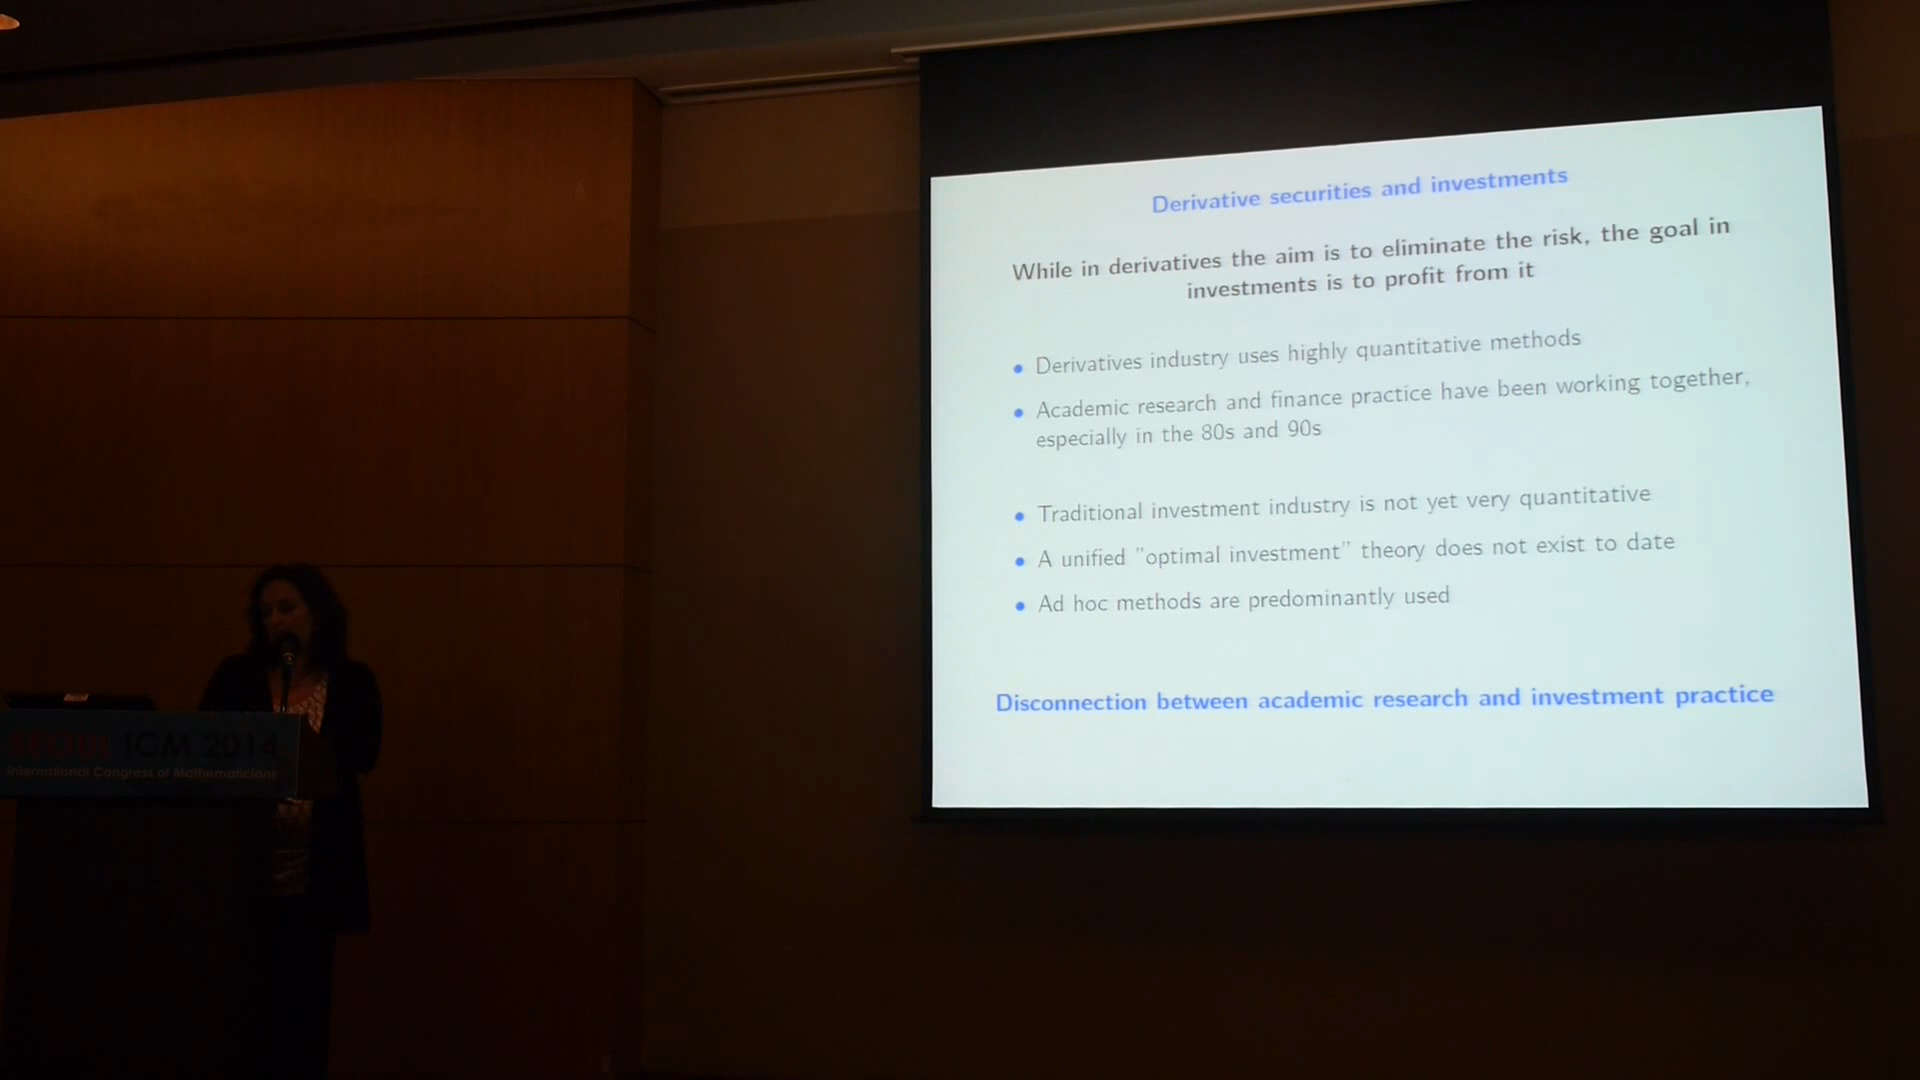 Derivative securities and investments
While in derivatives the aim is to eliminate the risk, the goal in
investments is to profit from it
• Derivatives industry uses highly quantitative methods
• Academic research and finance practice have been working together,
especially in the 80s and 90s
• Traditional investment industry is not yet very quantitative
• A unified "optimal investment" theory does not exist to date
• Ad hoc methods are predominantly used
Disconnection between academic research and investment practice
SEOUL ICM 2014
International Congress of Mathematicians